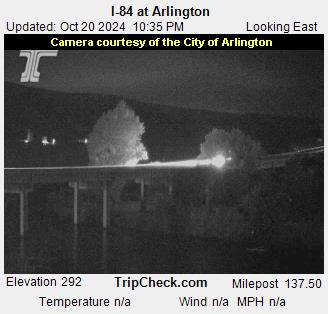 I-84 at Arlington
Updated: Oct 20 2024 10:35 PM Looking East
Camera courtesy of the City of Arlington
Elevation 292 TripCheck.com Milepost 137.50
Temperature n/a Wind n/a MPH n/a